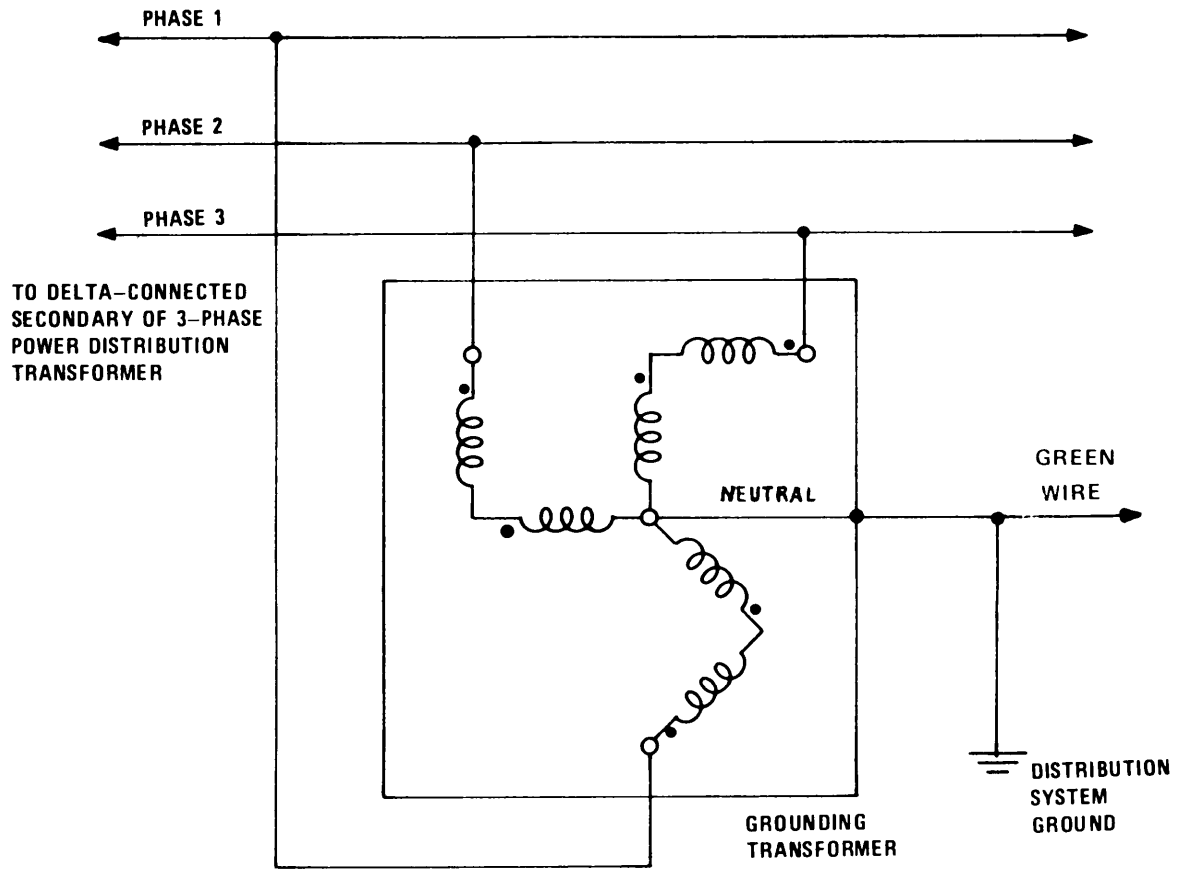 PHASE 1
PHASE 2
PHASE 3
TO DELTA–CONNECTED
SECONDARY OF 3–PHASE
POWER DISTRIBUTION
TRANSFORMER
NEUTRAL
GREEN
WIRE
DISTRIBUTION
SYSTEM
GROUND
GROUNDING
TRANSFORMER